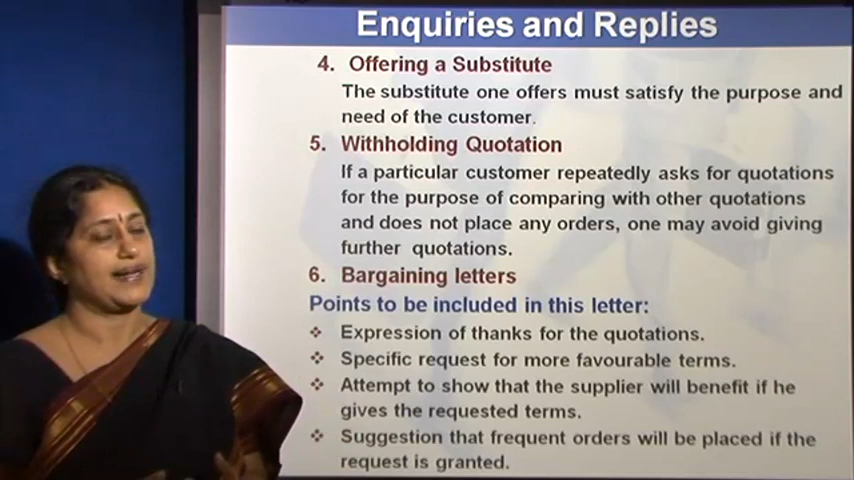 Enquiries and Replies
4. Offering a Substitute
The substitute one offers must satisfy the purpose and
need of the customer.
5. Withholding Quotation
If a particular customer repeatedly asks for quotations
for the purpose of comparing with other quotations
and does not place any orders, one may avoid giving
further quotations.
6. Bargaining letters
Points to be included in this letter:
❖ Expression of thanks for the quotations.
❖ Specific request for more favourable terms.
❖ Attempt to show that the supplier will benefit if he
gives the requested terms.
❖ Suggestion that frequent orders will be placed if the
request is granted.